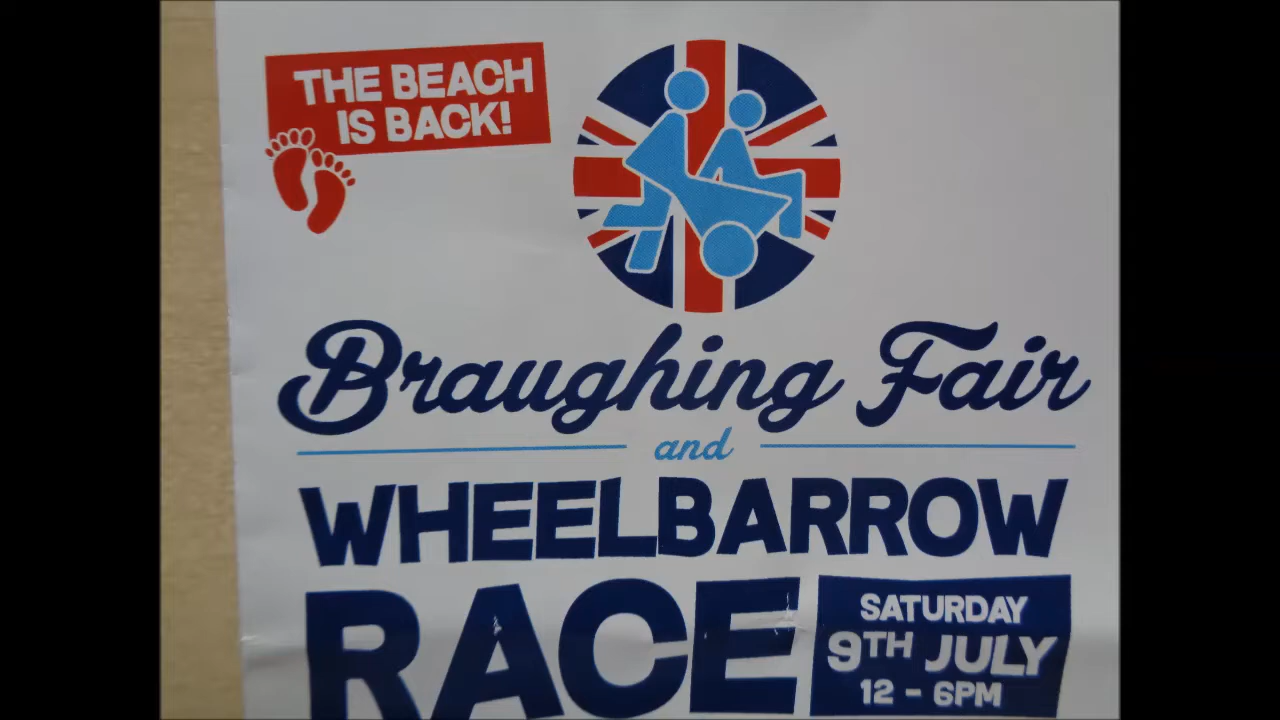 THE BEACH
IS BACK!
Braughing Fair
and
WHEELBARROW
RACE
SATURDAY
9TH JULY
12 - 6PM